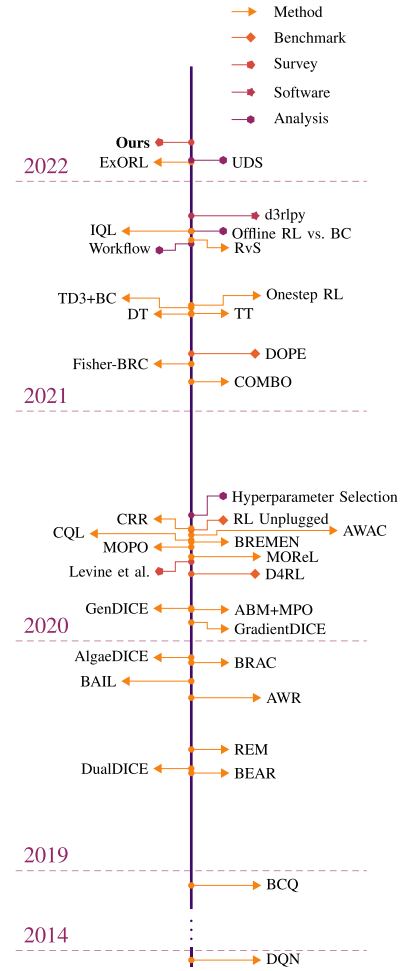 Method
Benchmark
Survey
Software
Analysis
Ours
ExORL
UDS
2022
d3rlpy
IQL
Offline RL vs. BC
Workflow
RvS
TD3+BC
Onestep RL
DT
TT
DOPE
Fisher-BRC
COMBO
2021
Hyperparameter Selection
CRR
RL Unplugged
CQL
AWAC
MOPO
BREMEN
MOReL
Levine et al.
D4RL
GenDICE
ABM+MPO
2020
GradientDICE
AlgaeDICE
BRAC
BAIL
AWR
REM
DualDICE
BEAR
2019
BCQ
2014
DQN